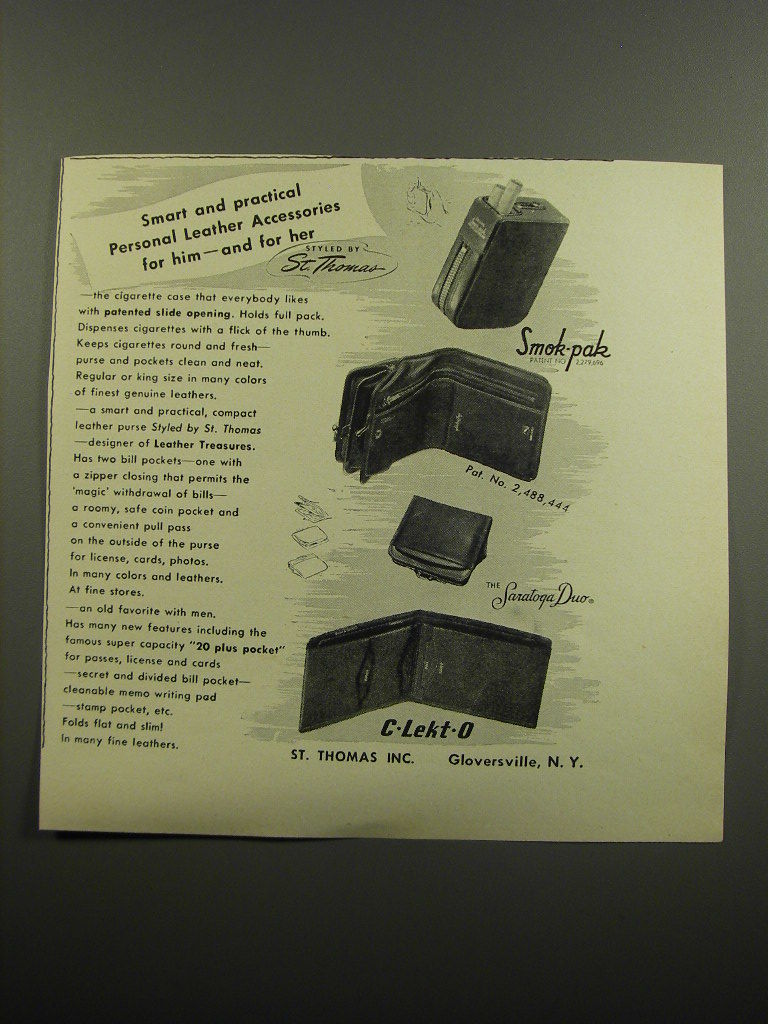 Smart and practical
Personal Leather Accessories
for him—and for her
STYLED BY
St. Thomas
—the cigarette case that everybody likes
with patented slide opening. Holds full pack.
Dispenses cigarettes with a flick of the thumb.
Keeps cigarettes round and fresh—
purse and pockets clean and neat.
Regular or king size in many colors
of finest genuine leathers.
Smok-pak
PATENT NO. 2,279,696
—a smart and practical, compact
leather purse Styled by St. Thomas
—designer of Leather Treasures.
Has two bill pockets—one with
a zipper closing that permits the
'magic' withdrawal of bills—
a roomy, safe coin pocket and
a convenient pull pass
on the outside of the purse
for license, cards, photos.
In many colors and leathers.
At fine stores.
Pat. No. 2,488,444
THE Saratoga Duo®
—an old favorite with men.
Has many new features including the
famous super capacity "20 plus pocket"
for passes, license and cards
—secret and divided bill pocket—
cleanable memo writing pad
—stamp pocket, etc.
Folds flat and slim!
In many fine leathers.
C·Lekt·O
ST. THOMAS INC. Gloversville, N. Y.